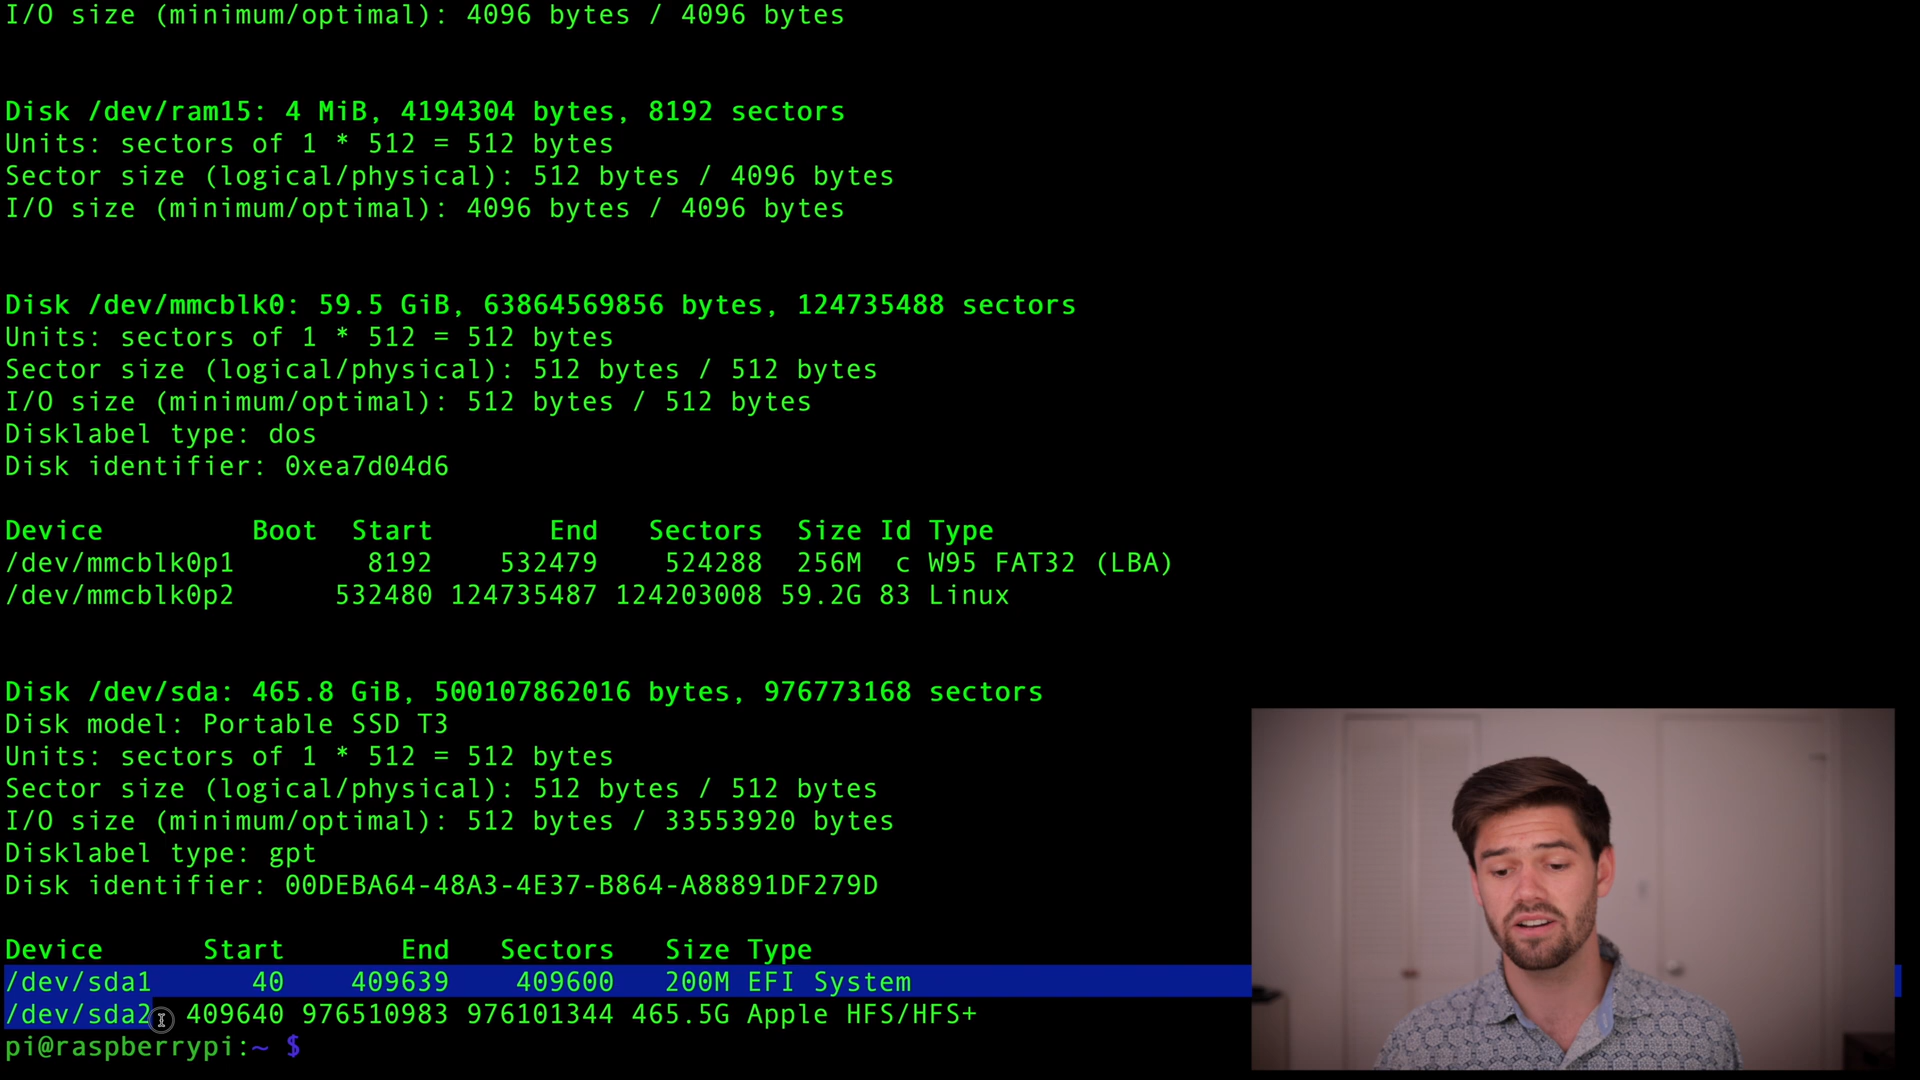 I/O size (minimum/optimal): 4096 bytes / 4096 bytes
Disk /dev/ram15: 4 MiB, 4194304 bytes, 8192 sectors
Units: sectors of 1 * 512 = 512 bytes
Sector size (logical/physical): 512 bytes / 4096 bytes
I/O size (minimum/optimal): 4096 bytes / 4096 bytes
Disk /dev/mmcblk0: 59.5 GiB, 63864569856 bytes, 124735488 sectors
Units: sectors of 1 * 512 = 512 bytes
Sector size (logical/physical): 512 bytes / 512 bytes
I/O size (minimum/optimal): 512 bytes / 512 bytes
Disklabel type: dos
Disk identifier: 0xea7d04d6
Device Boot Start End Sectors Size Id Type
/dev/mmcblk0p1 8192 532479 524288 256M c W95 FAT32 (LBA)
/dev/mmcblk0p2 532480 124735487 124203008 59.2G 83 Linux
Disk /dev/sda: 465.8 GiB, 500107862016 bytes, 976773168 sectors
Disk model: Portable SSD T3
Units: sectors of 1 * 512 = 512 bytes
Sector size (logical/physical): 512 bytes / 512 bytes
I/O size (minimum/optimal): 512 bytes / 33553920 bytes
Disklabel type: gpt
Disk identifier: 00DEBA64-48A3-4E37-B864-A88891DF279D
Device Start End Sectors Size Type
/dev/sda1 40 409639 409600 200M EFI System
/dev/sda2 409640 976510983 976101344 465.5G Apple HFS/HFS+
pi@raspberrypi:~ $